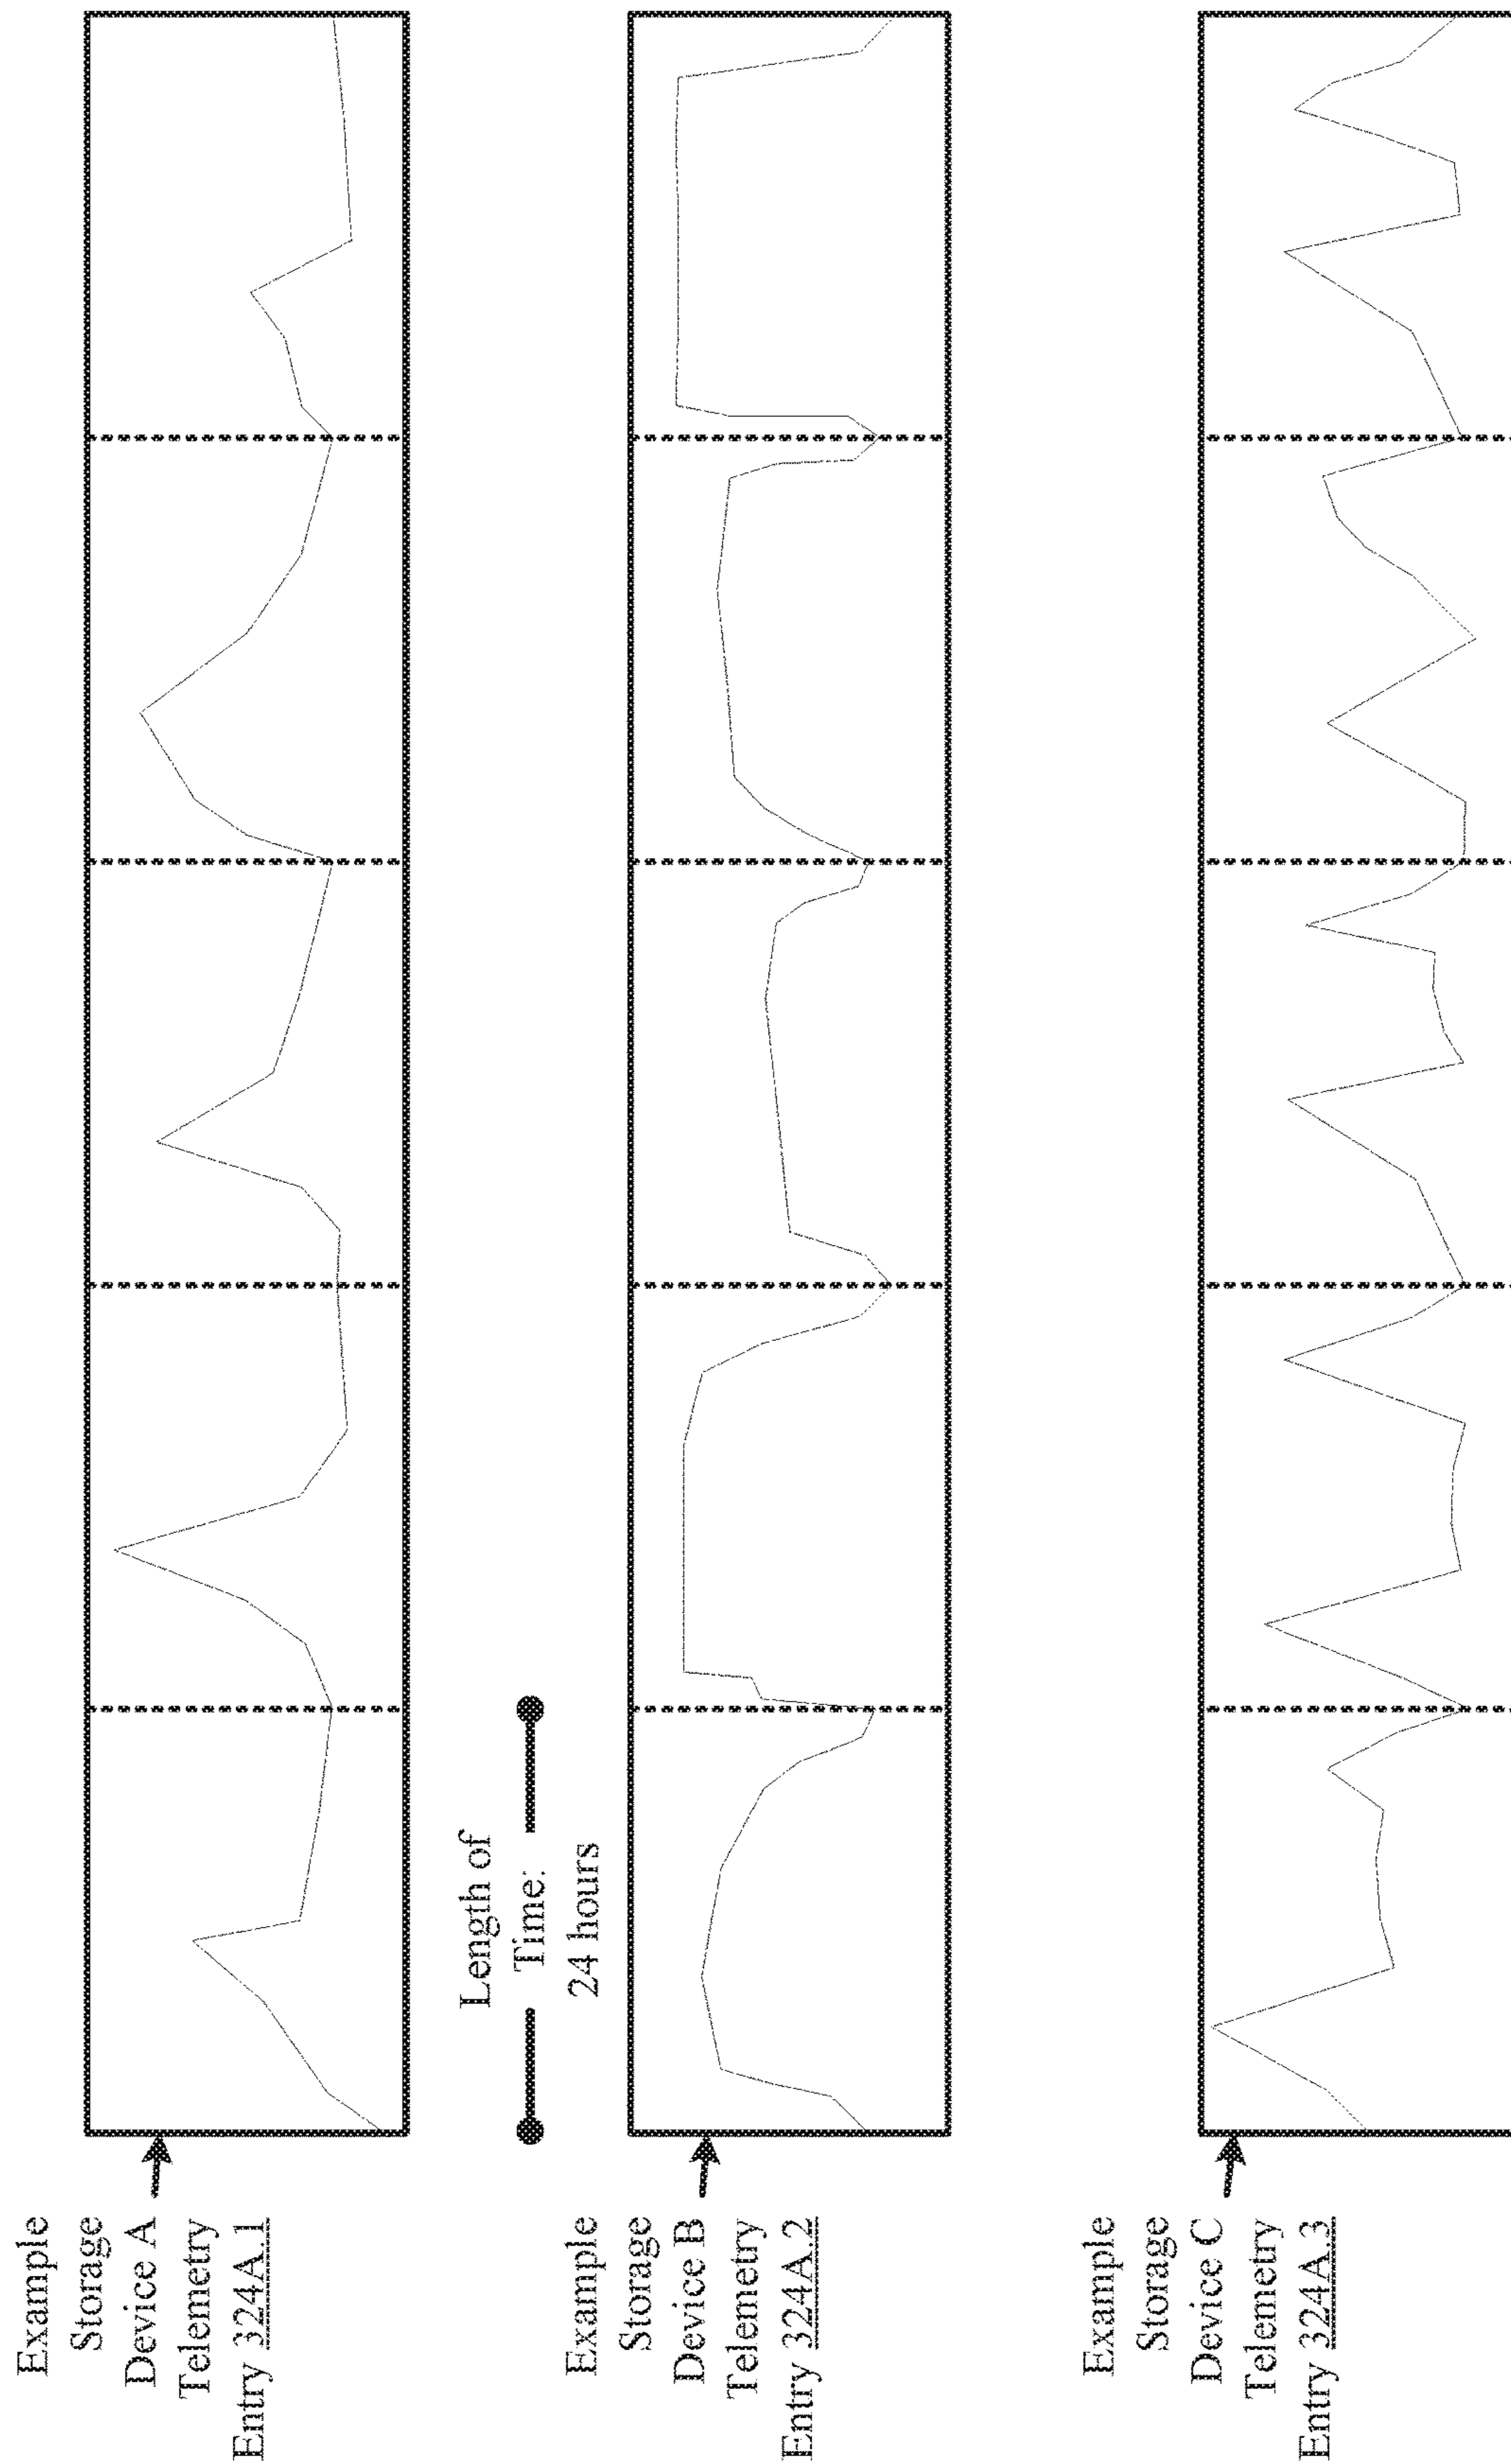 Example
Storage
Device A
Telemetry
Entry 324A.1
Length of
Time:
24 hours
Example
Storage
Device B
Telemetry
Entry 324A.2
Example
Storage
Device C
Telemetry
Entry 324A.3